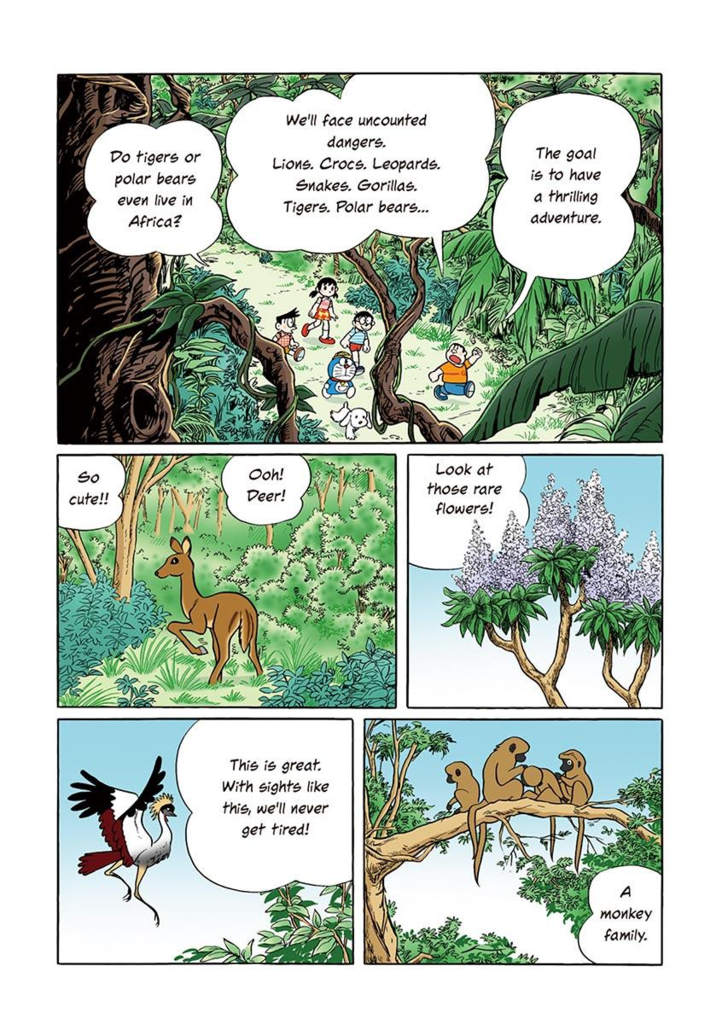 The goal
is to have
a thrilling
adventure.
We'll face uncounted
dangers.
Lions. Crocs. Leopards.
Snakes. Gorillas.
Tigers. Polar bears...
Do tigers or
polar bears
even live in
Africa?
Look at
those rare
flowers!
Ooh!
Deer!
So
cute!!
A
monkey
family.
This is great.
With sights like
this, we'll never
get tired!